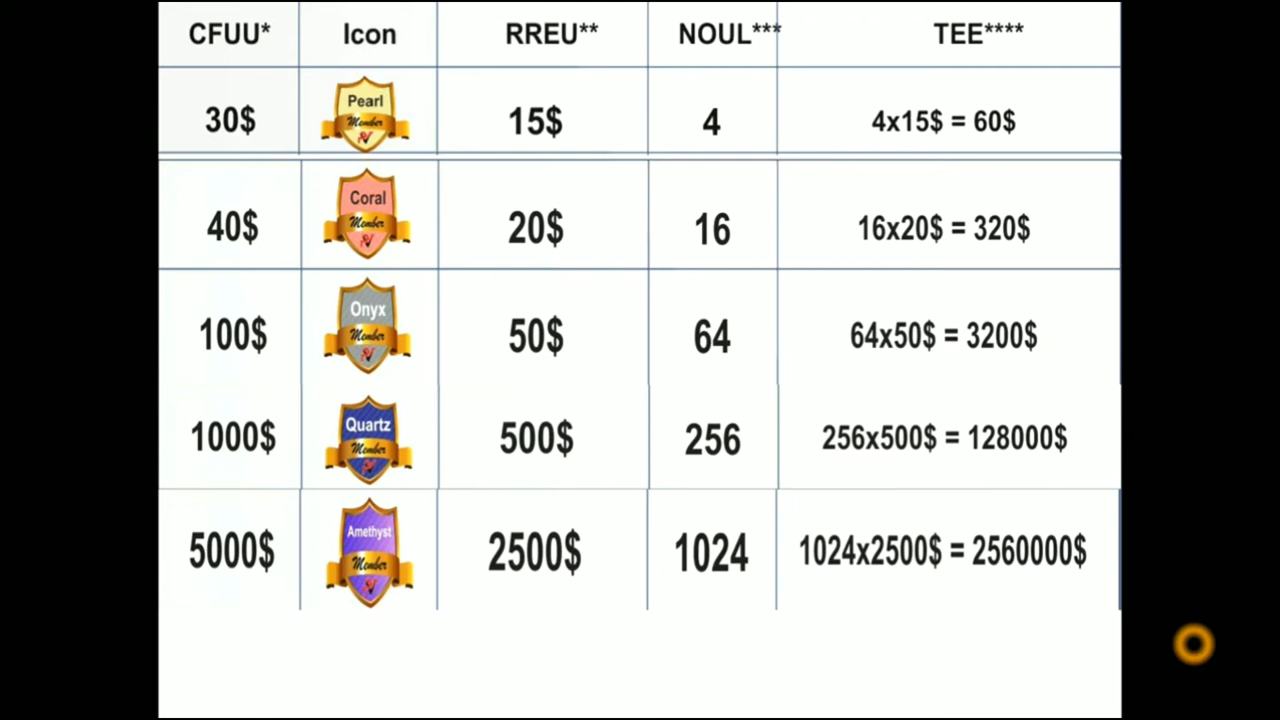 CFUU* Icon RREU** NOUL*** TEE****
30$ Pearl Member 15$ 4 4x15$ = 60$
40$ Coral Member 20$ 16 16x20$ = 320$
100$ Onyx Member 50$ 64 64x50$ = 3200$
1000$ Quartz Member 500$ 256 256x500$ = 128000$
5000$ Amethyst Member 2500$ 1024 1024x2500$ = 2560000$